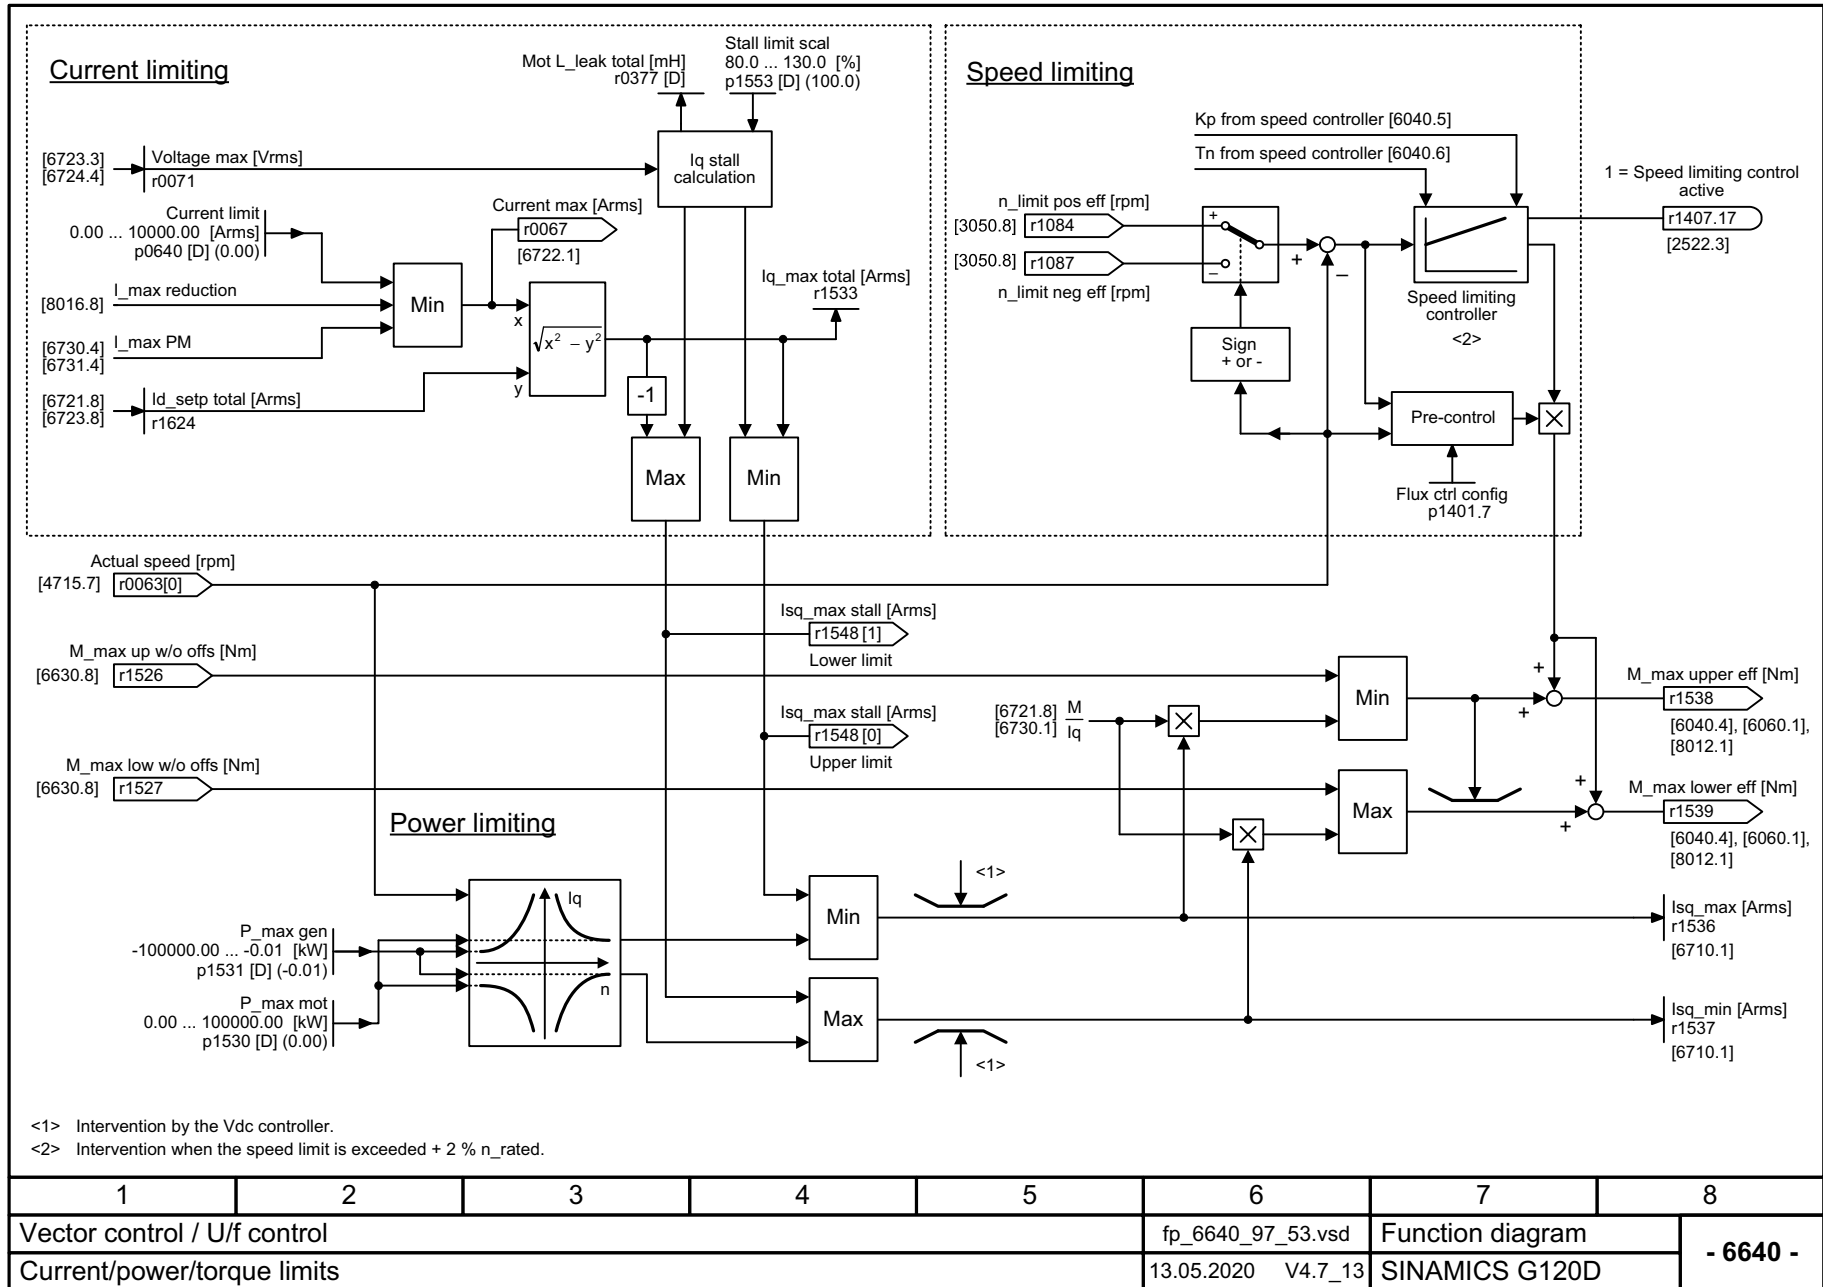 Current limiting
Mot L_leak total [mH]
r0377 [D]
Stall limit scal
80.0 ... 130.0 [%]
p1553 [D] (100.0)
[6723.3]
[6724.4]
Voltage max [Vrms]
r0071
Iq stall
calculation
Current limit
0.00 ... 10000.00 [Arms]
p0640 [D] (0.00)
Current max [Arms]
r0067
[6722.1]
[8016.8]
I_max reduction
Min
[6730.4]
[6731.4]
I_max PM
x
y
√x² – y²
Iq_max total [Arms]
r1533
[6721.8]
[6723.8]
Id_setp total [Arms]
r1624
-1
Max
Min
Speed limiting
Kp from speed controller [6040.5]
Tn from speed controller [6040.6]
n_limit pos eff [rpm]
[3050.8]
r1084
[3050.8]
r1087
n_limit neg eff [rpm]
+
–
+
–
Sign
+ or -
Speed limiting
controller
<2>
1 = Speed limiting control
active
r1407.17
[2522.3]
Pre-control
×
Flux ctrl config
p1401.7
Actual speed [rpm]
[4715.7]
r0063[0]
Isq_max stall [Arms]
r1548 [1]
Lower limit
M_max up w/o offs [Nm]
[6630.8]
r1526
Isq_max stall [Arms]
r1548 [0]
Upper limit
[6721.8]
[6730.1]
M
Iq
×
Min
+
+
M_max upper eff [Nm]
r1538
[6040.4], [6060.1],
[8012.1]
M_max low w/o offs [Nm]
[6630.8]
r1527
×
Max
+
+
M_max lower eff [Nm]
r1539
[6040.4], [6060.1],
[8012.1]
Power limiting
P_max gen
-100000.00 ... -0.01 [kW]
p1531 [D] (-0.01)
P_max mot
0.00 ... 100000.00 [kW]
p1530 [D] (0.00)
Iq
n
Min
<1>
Isq_max [Arms]
r1536
[6710.1]
Max
<1>
Isq_min [Arms]
r1537
[6710.1]
<1> Intervention by the Vdc controller.
<2> Intervention when the speed limit is exceeded + 2 % n_rated.
1 2 3 4 5 6 7 8
Vector control / U/f control
fp_6640_97_53.vsd
Function diagram
- 6640 -
Current/power/torque limits
13.05.2020 V4.7_13
SINAMICS G120D